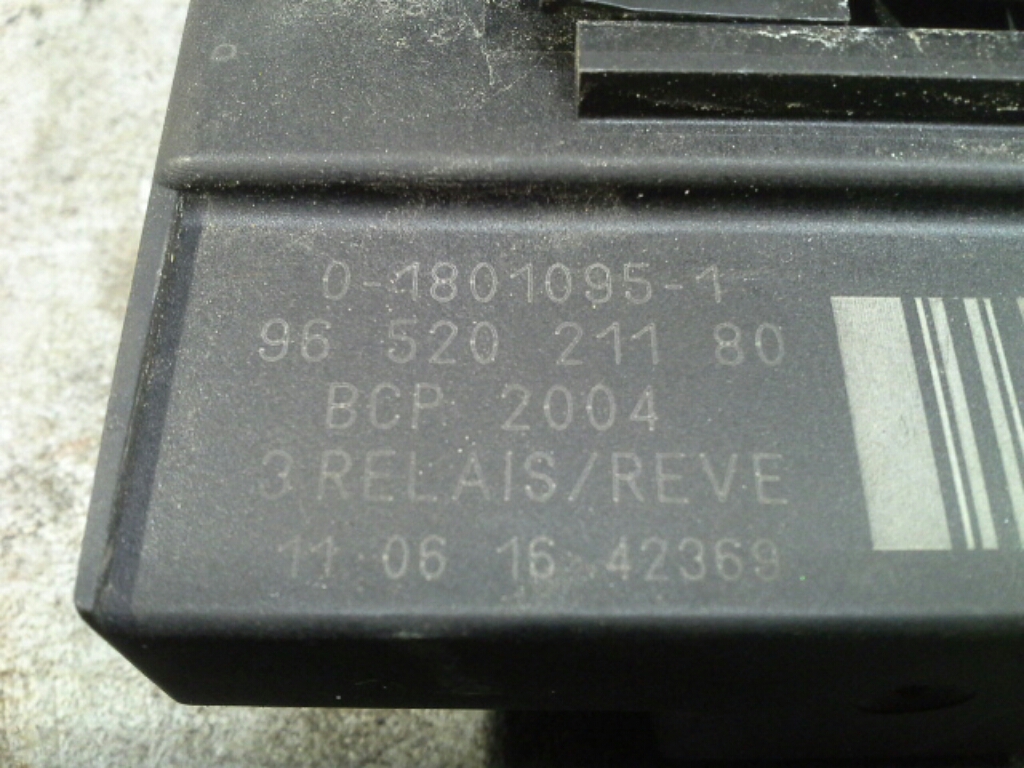 0-1801095-1
96 520 211 80
BCP 2004
3 RELAIS/REVE
11 06 16 42369